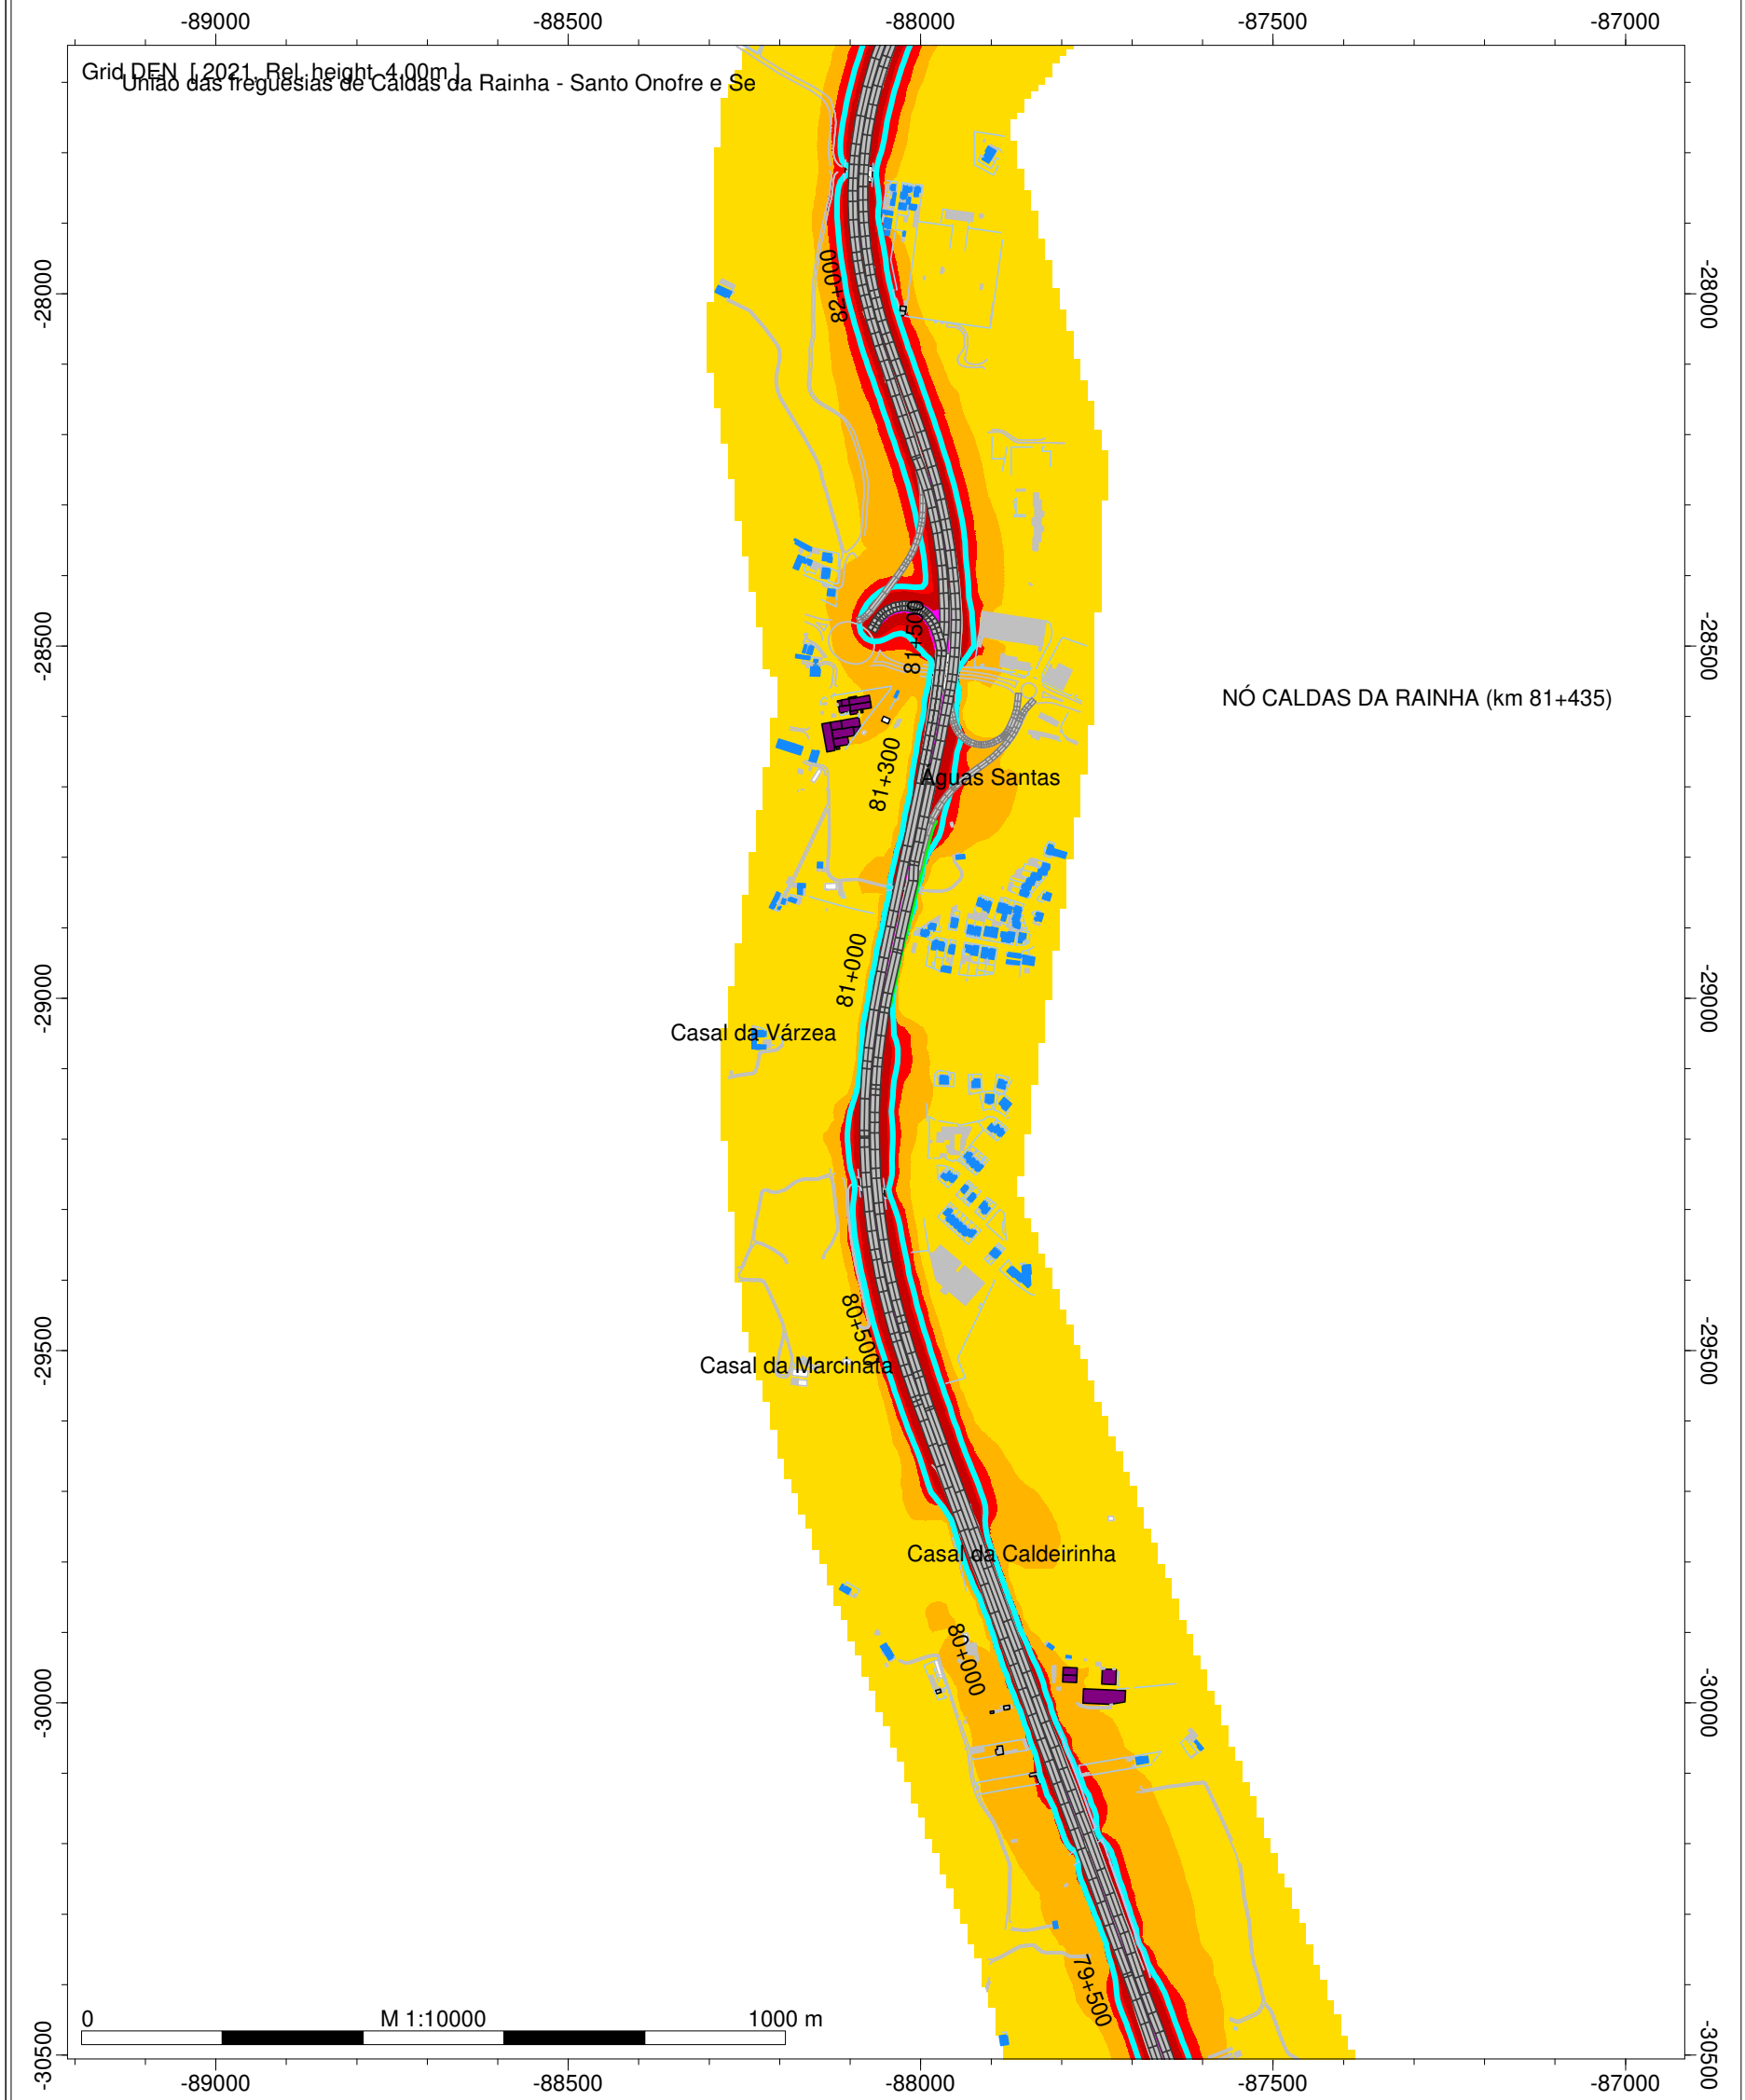 -89000 -88500 -88000 -87500 -87000
Grid DEN [ 2021, Rel. height 4.00m ]
União das freguesias de Caldas da Rainha - Santo Onofre e Se
-28000 82+000 -28000
-28500 81+500 -28500
NÓ CALDAS DA RAINHA (km 81+435)
81+300
Águas Santas
81+000
-29000 -29000
Casal da Várzea
80+500
-29500 -29500
Casal da Marcinata
Casal da Caldeirinha
80+000
-30000 -30000
79+500
0 M 1:10000 1000 m
-30500 -30500
-89000 -88500 -88000 -87500 -87000